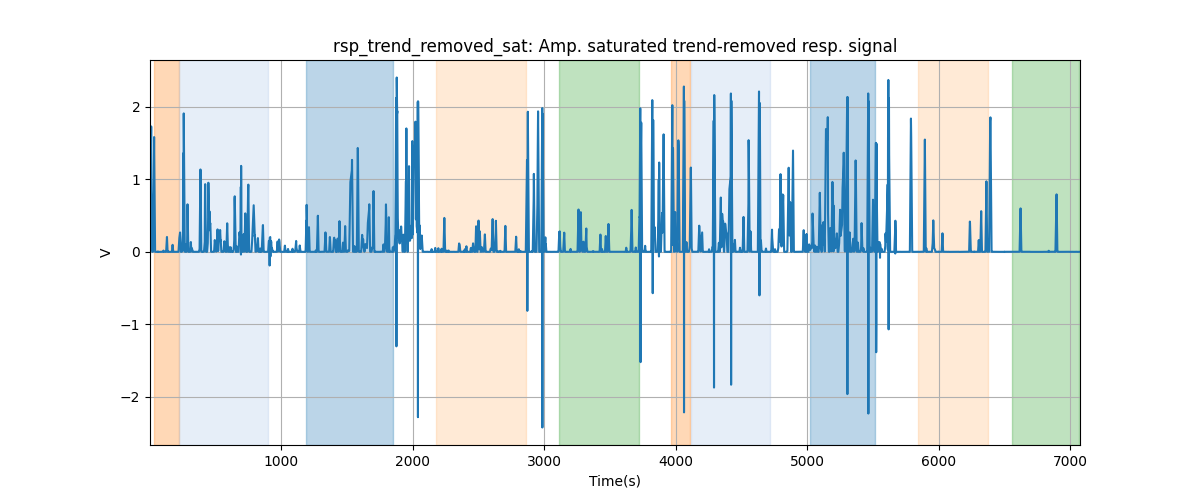 rsp_trend_removed_sat: Amp. saturated trend-removed resp. signal
2
1
0
−1
−2
V
1000 2000 3000 4000 5000 6000 7000
Time(s)